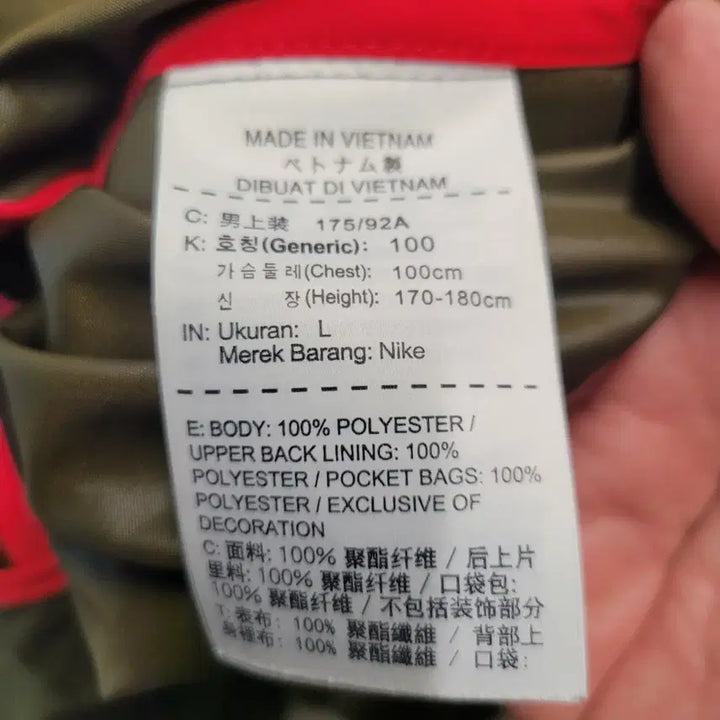 MADE IN VIETNAM
ベトナム製
DIBUAT DI VIETNAM
C: 男上装 175/92A
K: 호칭(Generic): 100
가슴둘레(Chest): 100cm
신 장(Height): 170-180cm
IN: Ukuran: L
Merek Barang: Nike
E: BODY: 100% POLYESTER /
UPPER BACK LINING: 100%
POLYESTER / POCKET BAGS: 100%
POLYESTER / EXCLUSIVE OF
DECORATION
C: 面料: 100% 聚酯纤维 / 后上片
里料: 100% 聚酯纤维 / 口袋包:
100% 聚酯纤维 / 不包括装饰部分
T: 表布: 100% 聚酯纖維 / 背部上
身裡布: 100% 聚酯纖維 / 口袋: